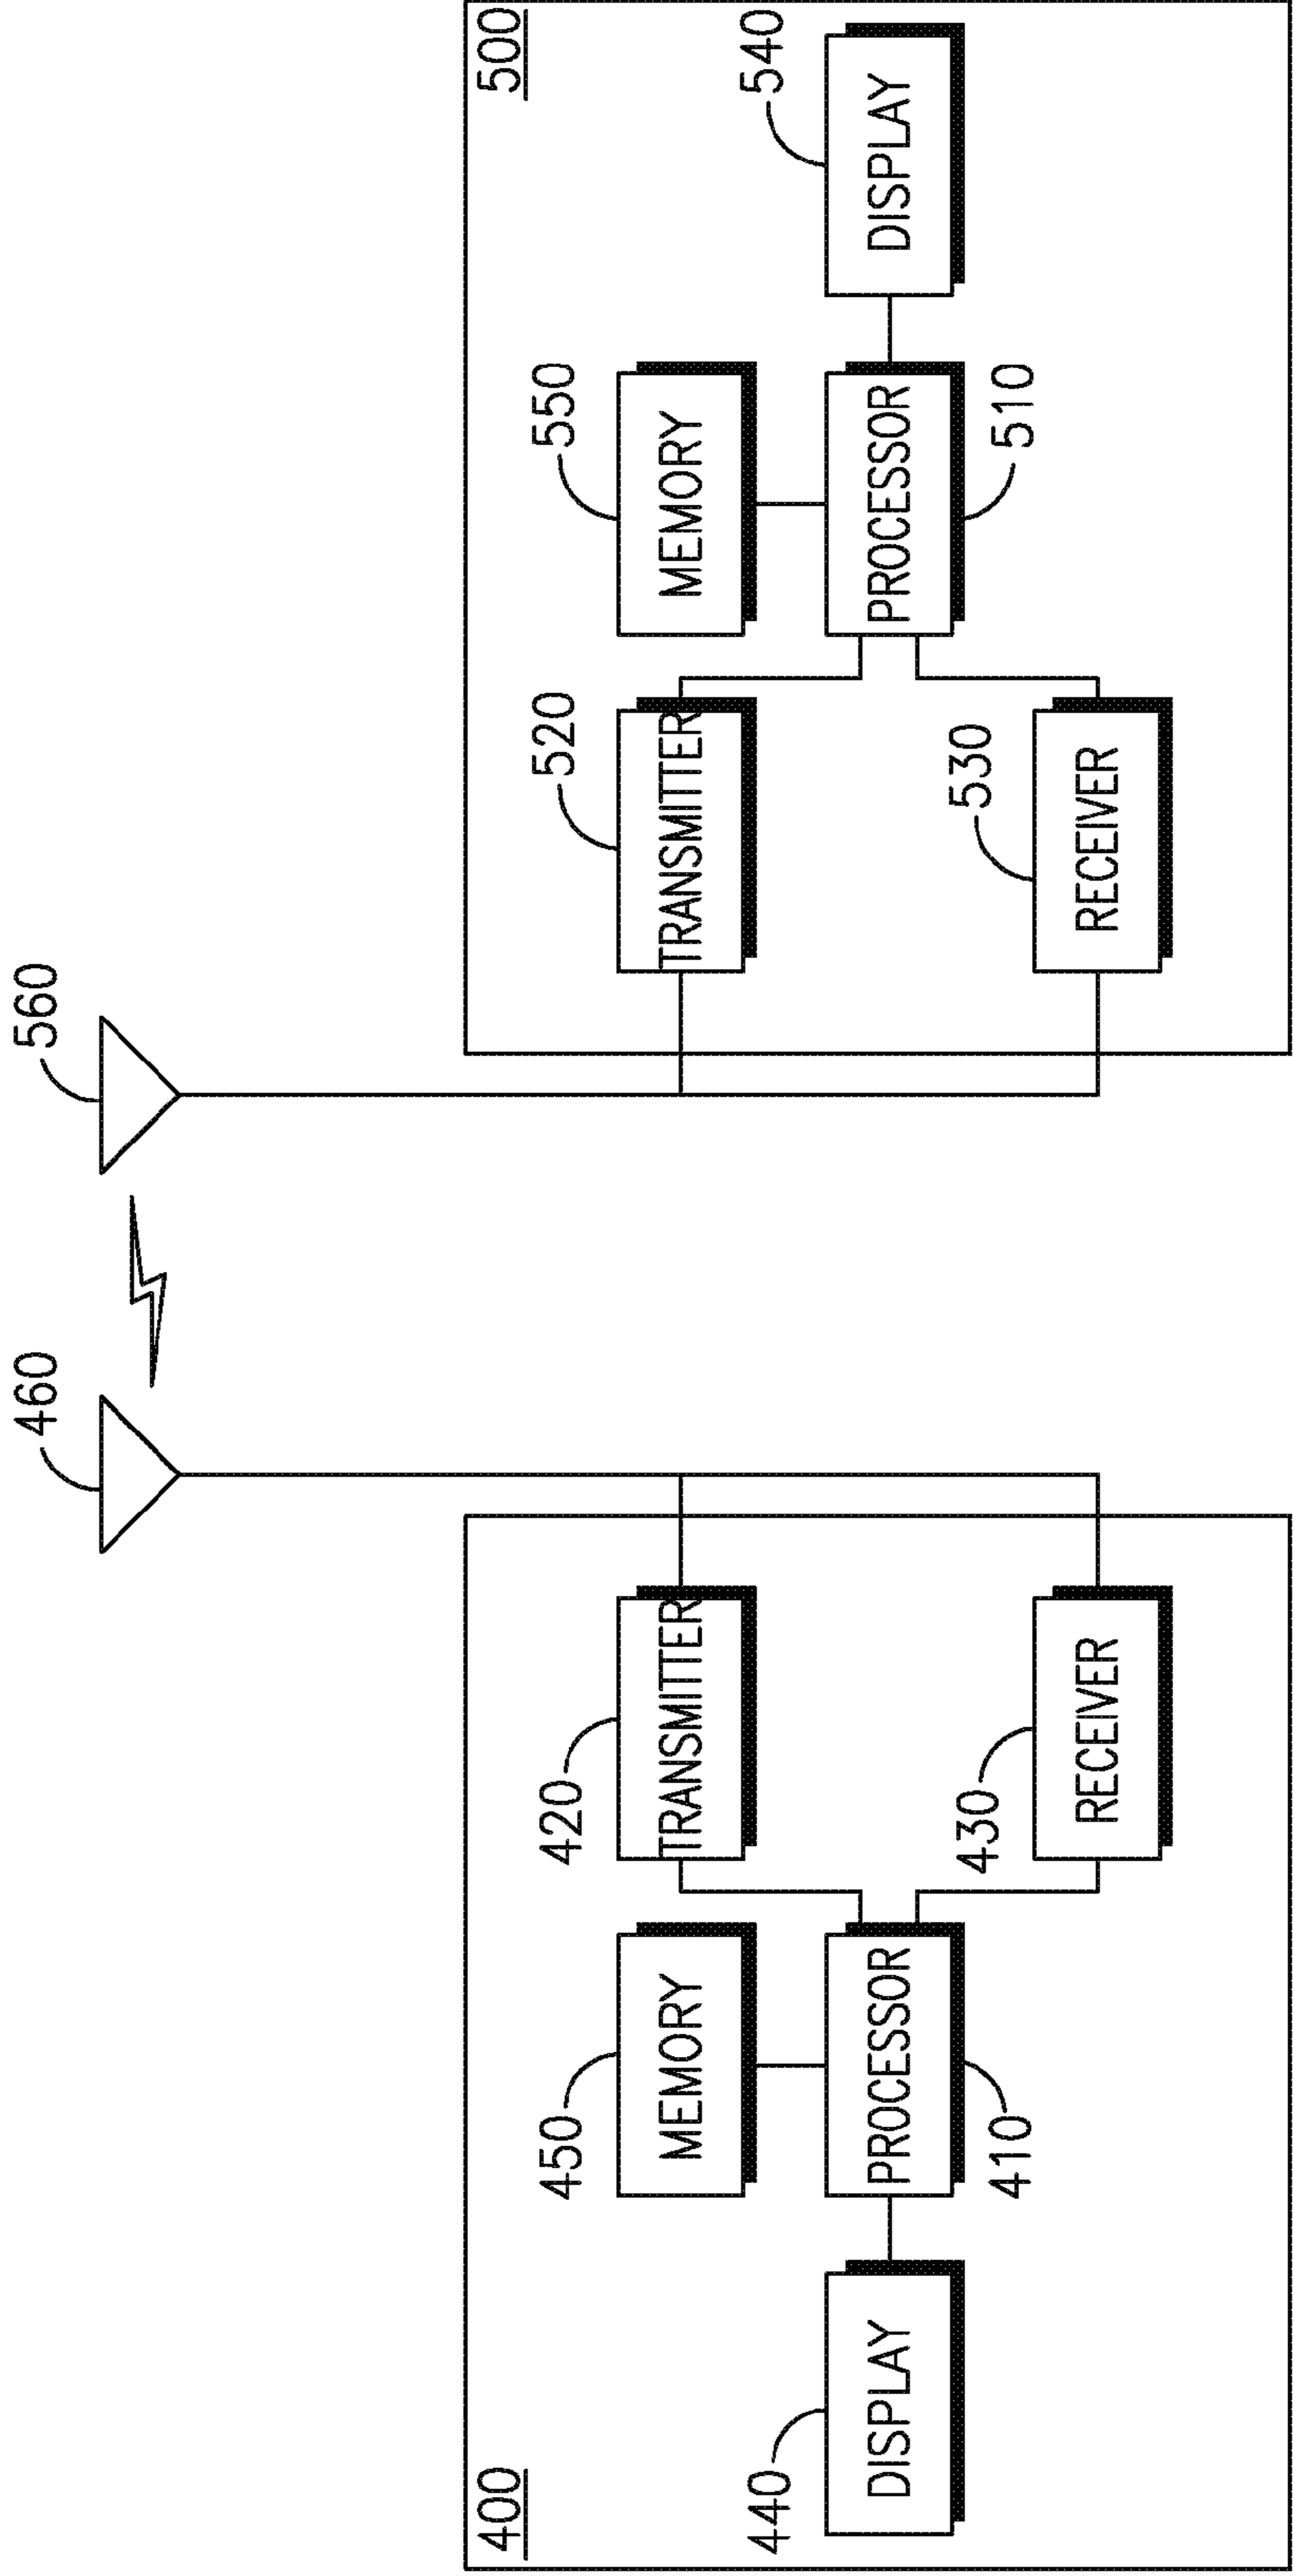 460
560
400
500
450
420
520
550
MEMORY
TRANSMITTER
TRANSMITTER
MEMORY
440
540
DISPLAY
PROCESSOR
PROCESSOR
DISPLAY
410
430
530
510
RECEIVER
RECEIVER